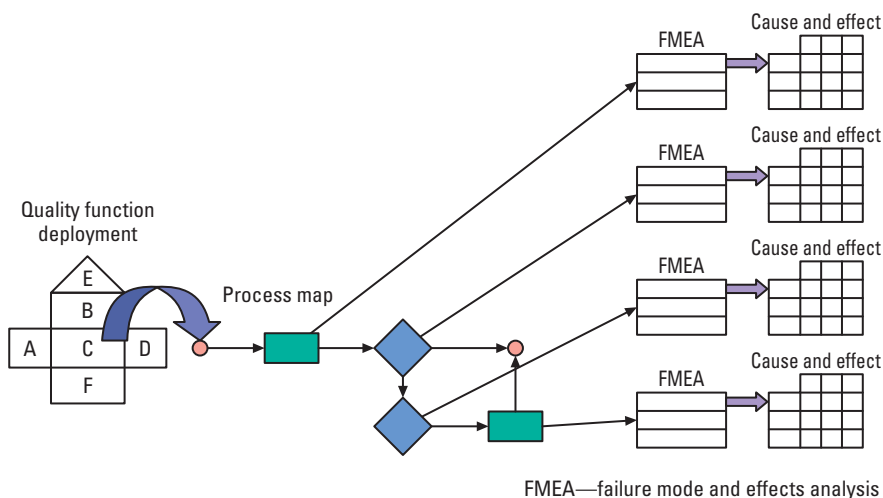 Cause and effect
FMEA
Cause and effect
FMEA
Quality function
deployment
Cause and effect
FMEA
E
Process map
B
A
C
D
Cause and effect
FMEA
F
FMEA—failure mode and effects analysis